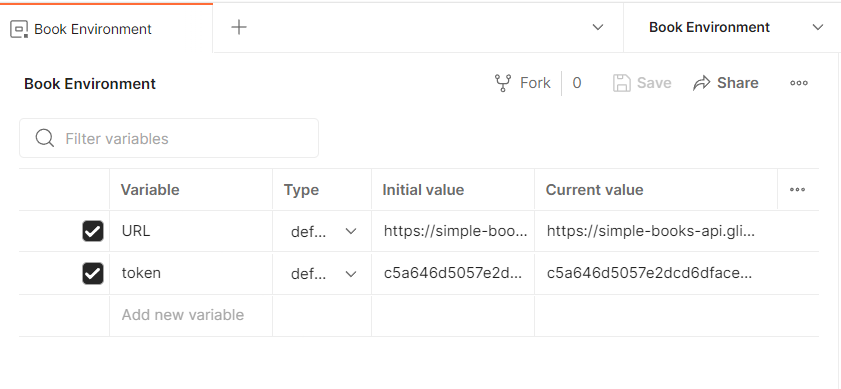 Book Environment
Book Environment
Book Environment
Fork 0 Save Share
Filter variables
Variable Type Initial value Current value
URL def... https://simple-boo... https://simple-books-api.gli...
token def... c5a646d5057e2d... c5a646d5057e2dcd6dface...
Add new variable